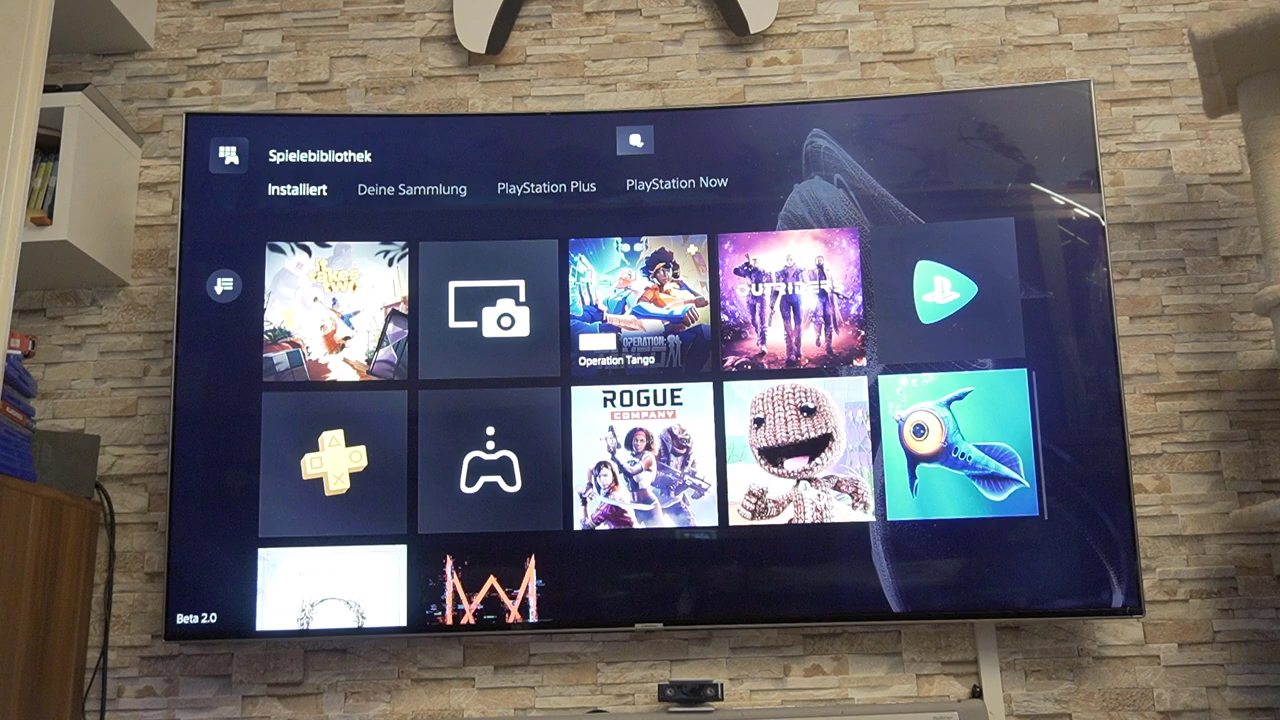 Spielebibliothek
Installiert
Deine Sammlung
PlayStation Plus
PlayStation Now
IT TAKES TWO
OUTRIDERS
OPERATION:
Operation Tango
ROGUE
COMPANY
Beta 2.0